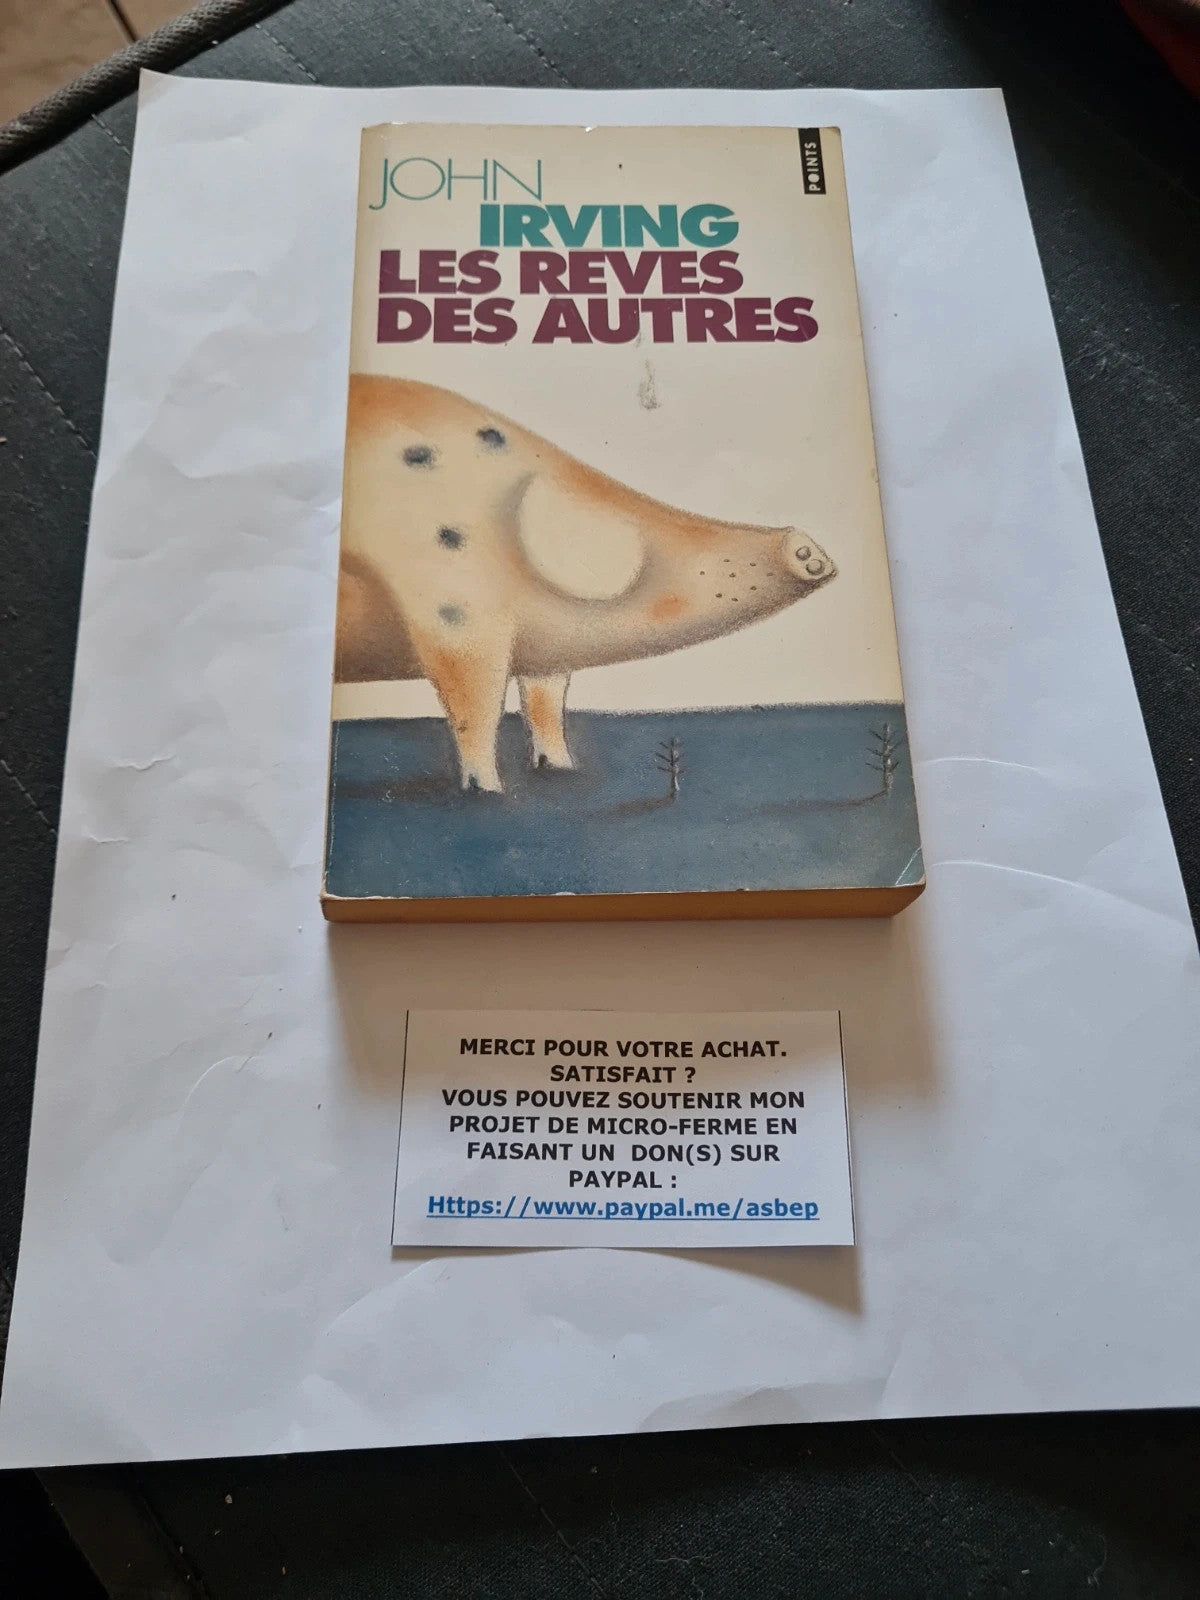 JOHN
IRVING
LES REVES
DES AUTRES
POINTS
MERCI POUR VOTRE ACHAT.
SATISFAIT ?
VOUS POUVEZ SOUTENIR MON
PROJET DE MICRO-FERME EN
FAISANT UN  DON(S) SUR
PAYPAL :
Https://www.paypal.me/asbep